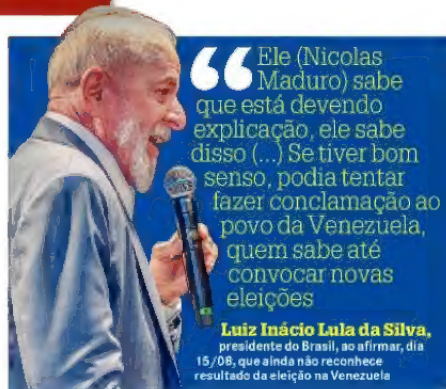 “ Ele (Nicolas
Maduro) sabe
que está devendo
explicação, ele sabe
disso (...) Se tiver bom
senso, podia tentar
fazer conclamação ao
povo da Venezuela,
quem sabe até
convocar novas
eleições
Luiz Inácio Lula da Silva,
presidente do Brasil, ao afirmar, dia
15/08, que ainda não reconhece
resultado da eleição na Venezuela